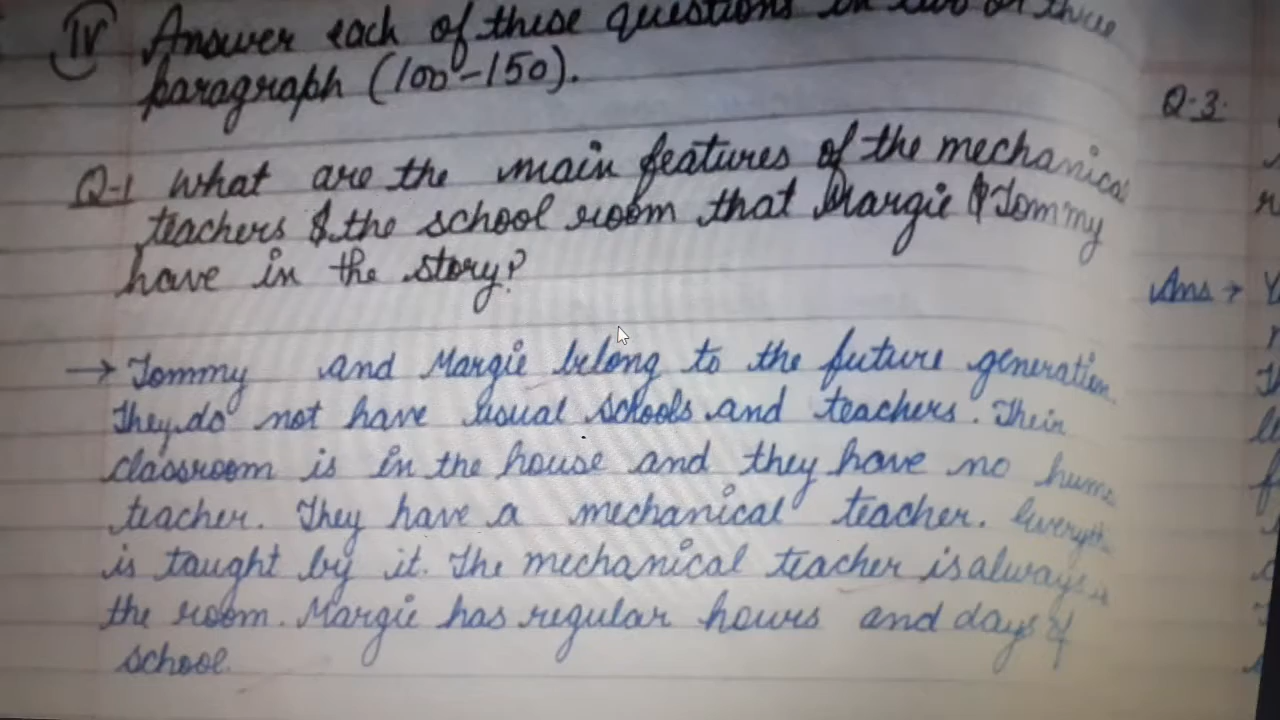 IV Answer each of these questions in two or three
paragraph (100-150).
Q-1 What are the main features of the mechanical
teachers & the school room that Margie & Tommy
have in the story?
→ Tommy and Margie belong to the future generation.
They do not have usual schools and teachers. Their
classroom is in the house and they have no
teacher. They have a mechanical teacher.
is taught by it. The mechanical teacher is always
the room. Margie has regular hours and days of
school.
Q-3.
Ans →